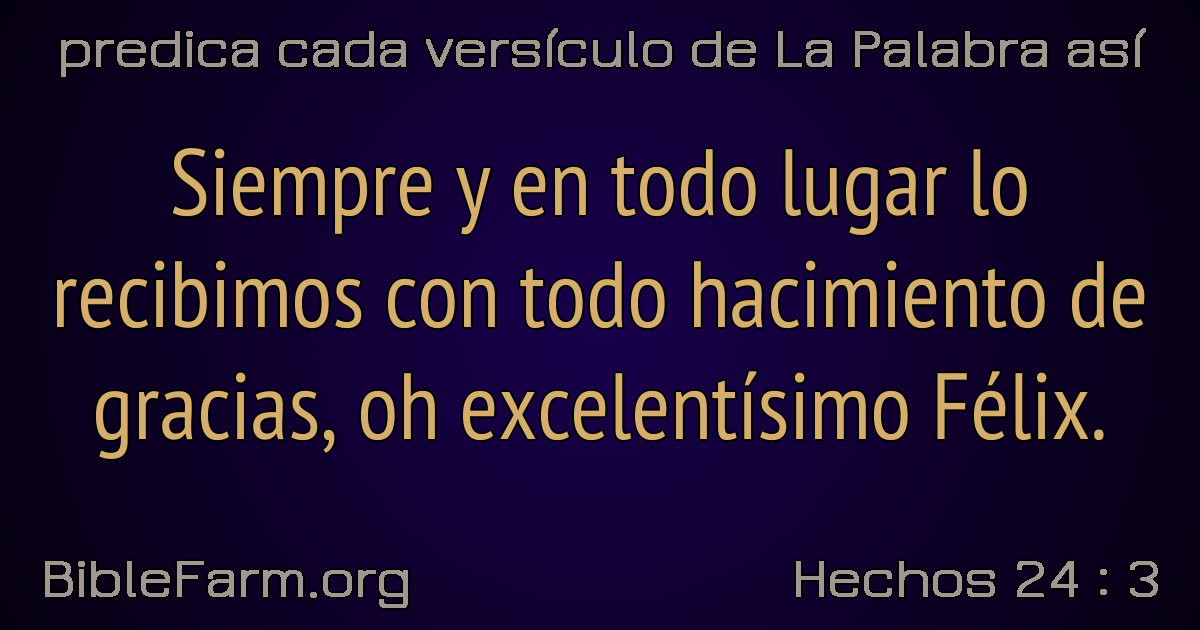 predica cada versículo de La Palabra así
Siempre y en todo lugar lo
recibimos con todo hacimiento de
gracias, oh excelentísimo Félix.
BibleFarm.org
Hechos 24 : 3